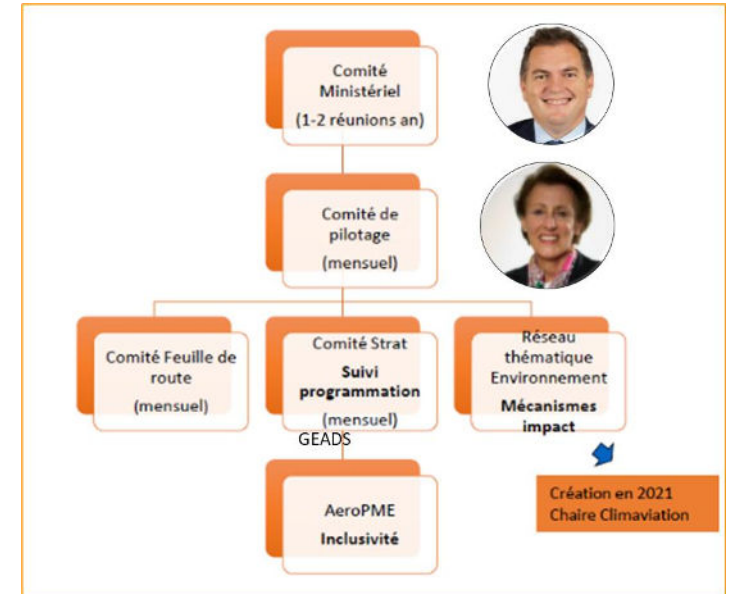 Comité
Ministériel
(1-2 réunions an)
Comité de
pilotage
(mensuel)
Comité Feuille de
route
(mensuel)
Comité Strat
Suivi
programmation
(mensuel)
GEADS
Réseau
thématique
Environnement
Mécanismes
impact
Création en 2021
Chaire Climaviation
AeroPME
Inclusivité